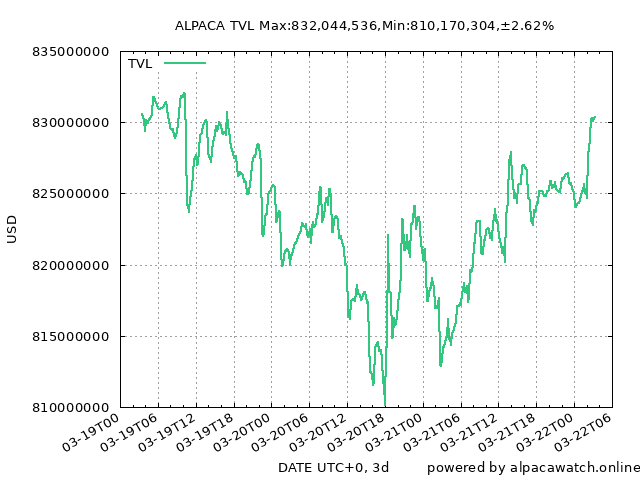 ALPACA TVL Max:832,044,536,Min:810,170,304,±2.62%
835000000
TVL
830000000
825000000
USD
820000000
815000000
810000000
03-19T00
03-19T06
03-19T12
03-19T18
03-20T00
03-20T06
03-20T12
03-20T18
03-21T00
03-21T06
03-21T12
03-21T18
03-22T00
03-22T06
DATE UTC+0, 3d
powered by alpacawatch.online